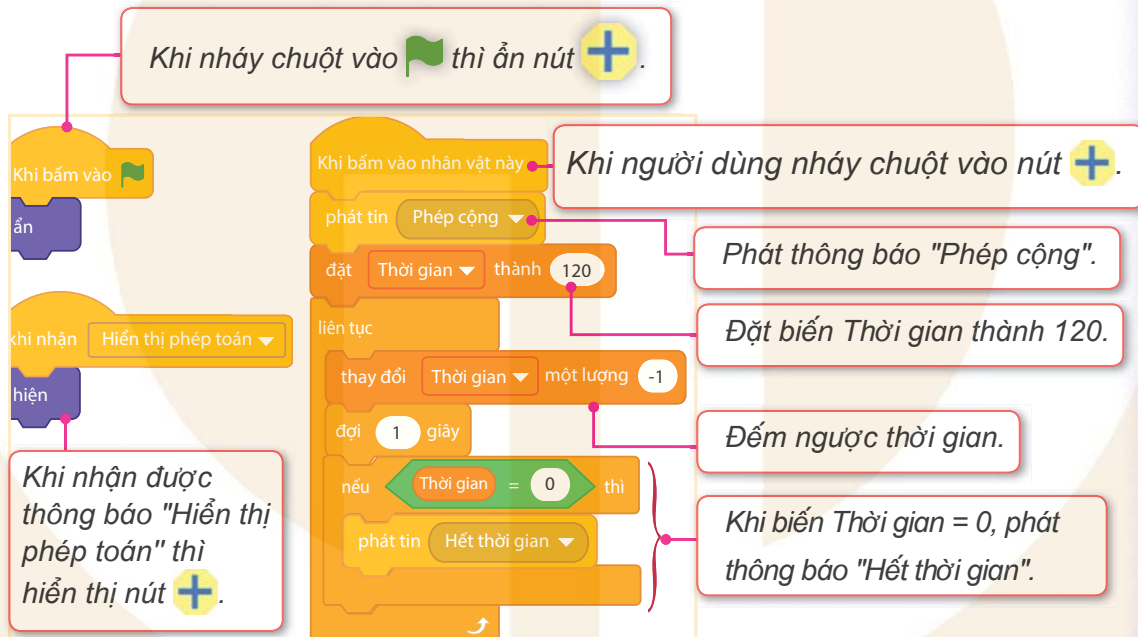 Khi nháy chuột vào thì ẩn nút .
Khi bấm vào
ẩn
khi nhận Hiển thị phép toán
hiện
Khi nhận được
thông báo "Hiển thị
phép toán" thì
hiển thị nút .
Khi bấm vào nhân vật này
Khi người dùng nháy chuột vào nút .
phát tin Phép cộng
Phát thông báo "Phép cộng".
đặt Thời gian thành 120
Đặt biến Thời gian thành 120.
liên tục
thay đổi Thời gian một lượng -1
Đếm ngược thời gian.
đợi 1 giây
nếu Thời gian = 0 thì
phát tin Hết thời gian
Khi biến Thời gian = 0, phát
thông báo "Hết thời gian".